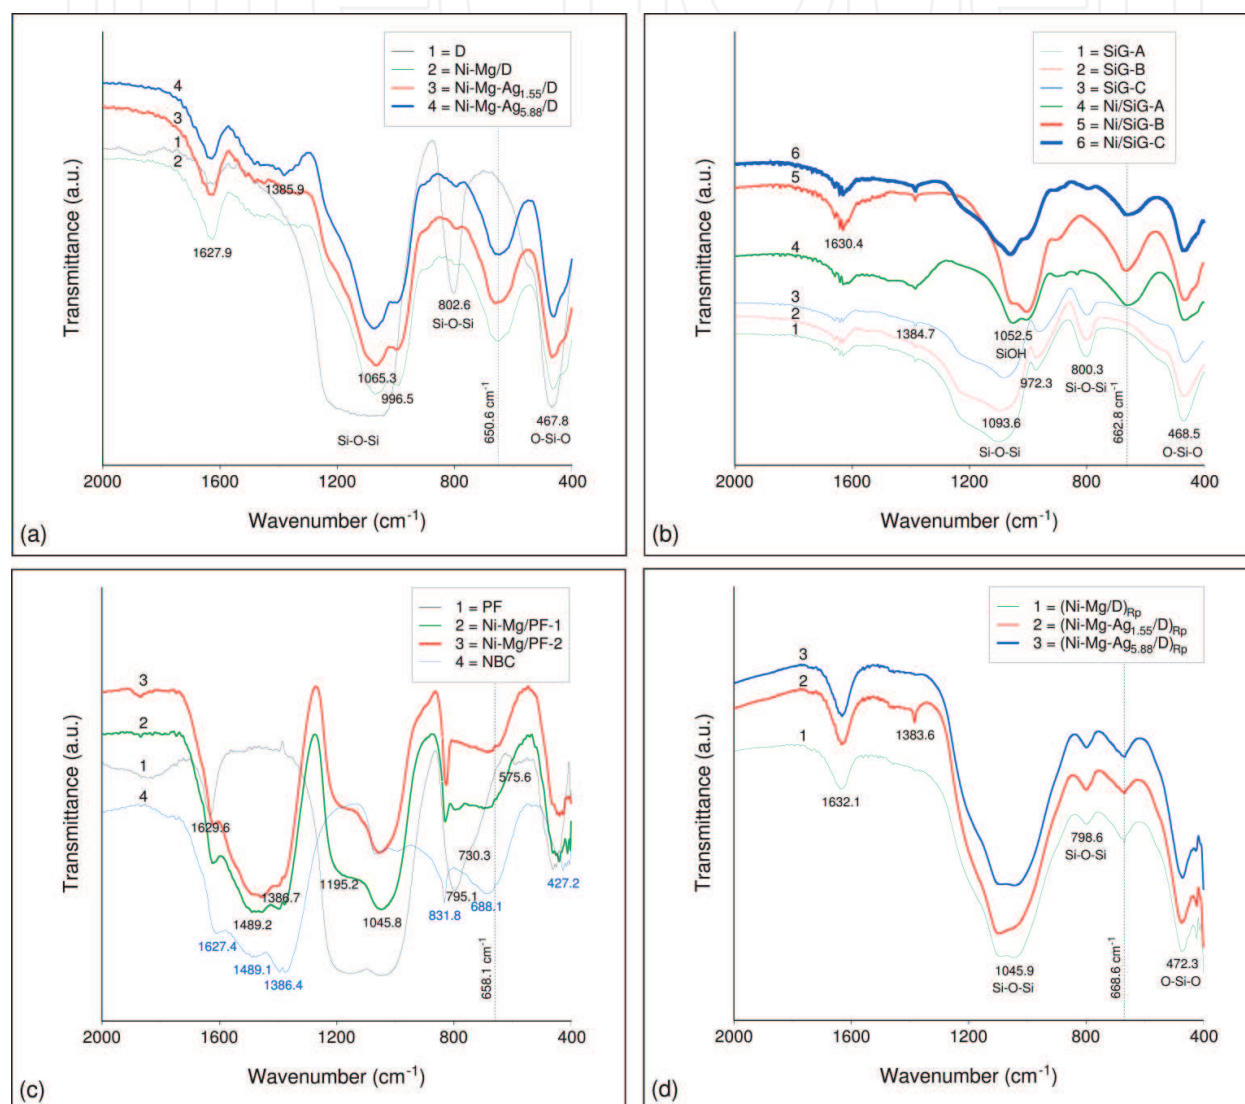 1 = D
2 = Ni-Mg/D
3 = Ni-Mg-Ag1.55/D
4 = Ni-Mg-Ag5.88/D
Transmittance (a.u.)
4
3
1
2
1627.9
1385.9
1065.3
996.5
Si-O-Si
802.6
Si-O-Si
650.6 cm-1
467.8
O-Si-O
2000 1600 1200 800 400
Wavenumber (cm-1)
(a)
1 = SiG-A
2 = SiG-B
3 = SiG-C
4 = Ni/SiG-A
5 = Ni/SiG-B
6 = Ni/SiG-C
Transmittance (a.u.)
6
5
4
3
2
1
1630.4
1384.7
1052.5
SiOH
972.3
1093.6
Si-O-Si
800.3
Si-O-Si
662.8 cm-1
468.5
O-Si-O
2000 1600 1200 800 400
Wavenumber (cm-1)
(b)
1 = PF
2 = Ni-Mg/PF-1
3 = Ni-Mg/PF-2
4 = NBC
Transmittance (a.u.)
3
2
1
4
1629.6
1386.7
1489.2
1627.4
1489.1
1386.4
1195.2
1045.8
575.6
730.3
795.1
831.8
688.1
427.2
658.1 cm-1
2000 1600 1200 800 400
Wavenumber (cm-1)
(c)
1 = (Ni-Mg/D)Rp
2 = (Ni-Mg-Ag1.55/D)Rp
3 = (Ni-Mg-Ag5.88/D)Rp
Transmittance (a.u.)
3
2
1
1632.1
1383.6
798.6
Si-O-Si
1045.9
Si-O-Si
668.6 cm-1
472.3
O-Si-O
2000 1600 1200 800 400
Wavenumber (cm-1)
(d)